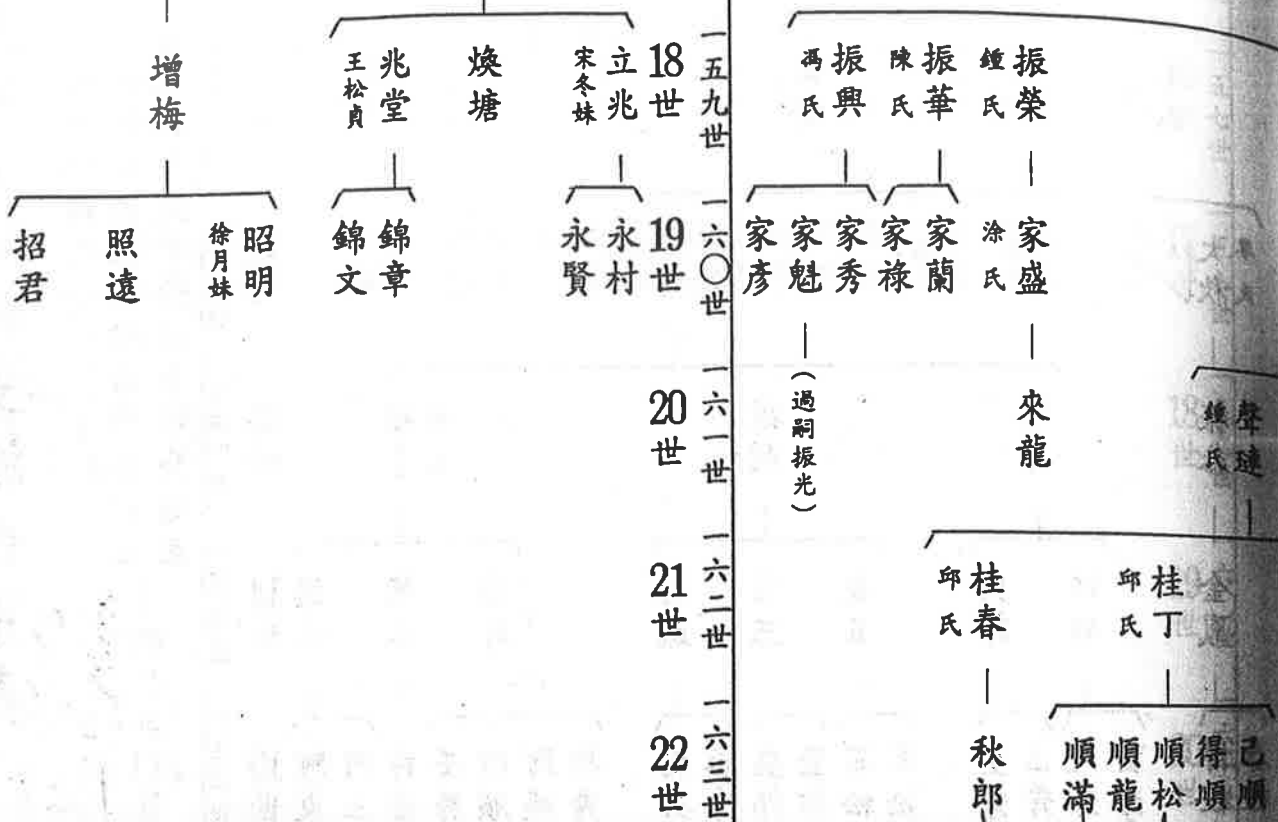 振榮
鍾氏
振華
陳氏
振興
馮氏
家盛
涂氏
家蘭
家祿
家秀
家魁
家彥
來龍
（過嗣振光）
聲璉
鍾氏
桂丁
邱氏
桂春
邱氏
己順
得順
順松
順龍
順滿
秋郎
一五九世
一六〇世
一六一世
一六二世
一六三世
18世
19世
20世
21世
22世
立兆
宋冬妹
煥塘
兆堂
王松貞
增梅
永村
永賢
錦章
錦文
昭明
徐月妹
照遠
招君